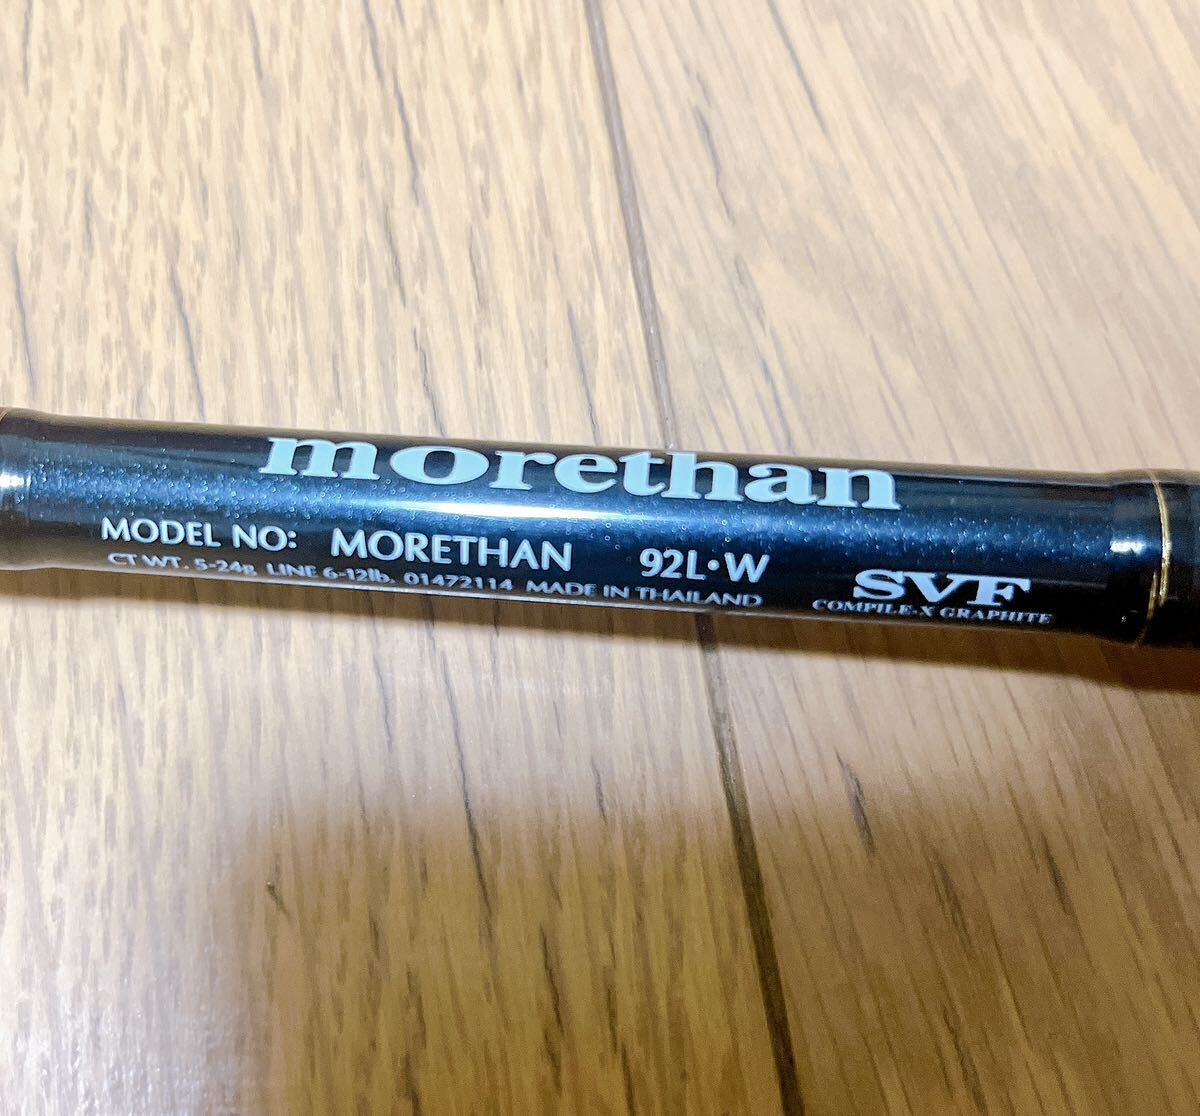 morethan
MODEL NO: MORETHAN 92L·W
CT WT. 5-24g. LINE 6-12lb. 01472114 MADE IN THAILAND
SVF
COMPILE-X GRAPHITE